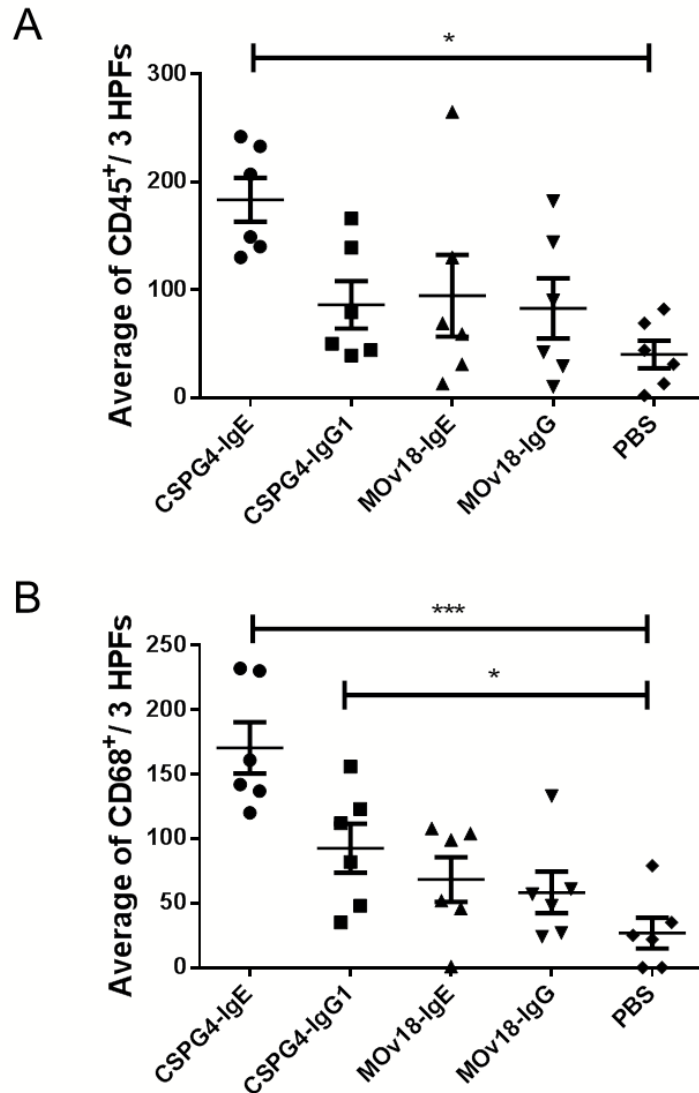 A
*
Average of CD45+/ 3 HPFs
300
200
100
0
CSPG4-IgE
CSPG4-IgG1
MOv18-IgE
MOv18-IgG
PBS
B
***
*
Average of CD68+/ 3 HPFs
250
200
150
100
50
0
CSPG4-IgE
CSPG4-IgG1
MOv18-IgE
MOv18-IgG
PBS